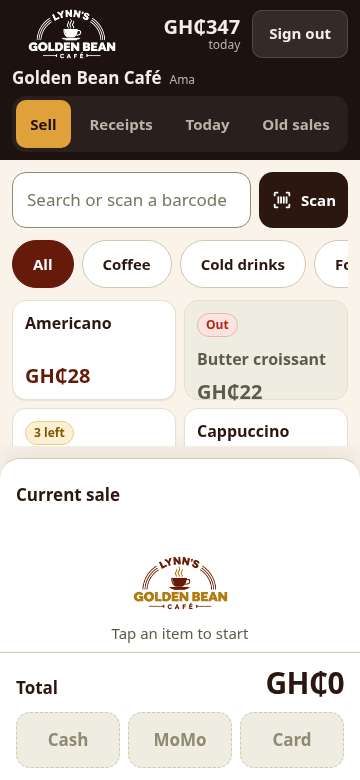 LYNN'S
GOLDEN BEAN
CAFÉ
GH₵347
today
Sign out
Golden Bean Café Ama
Sell Receipts Today Old sales
Search or scan a barcode
Scan
All Coffee Cold drinks Fo
Americano
GH₵28
Out
Butter croissant
GH₵22
3 left
Cappuccino
Current sale
LYNN'S
GOLDEN BEAN
CAFÉ
Tap an item to start
Total GH₵0
Cash MoMo Card